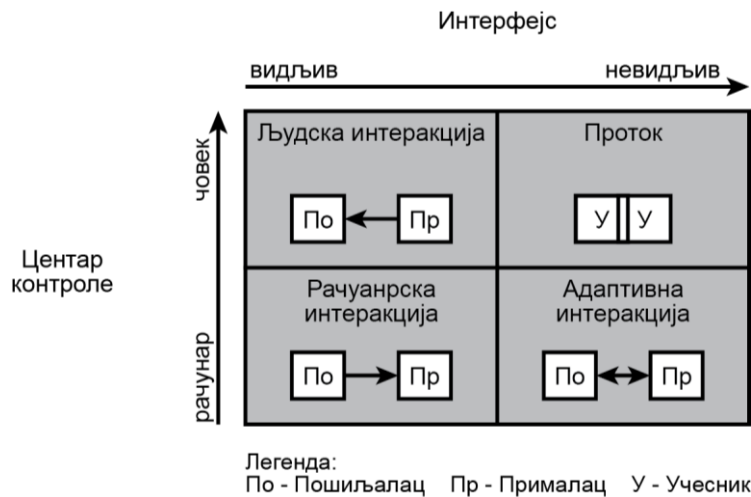 Интерфејс
видљив невидљив
човек
Људска интеракција Проток
По Пр У У
Центар
контроле
рачунар
Рачуанрска
интеракција
Адаптивна
интеракција
По Пр По Пр
Легенда:
По - Пошиљалац Пр - Прималац У - Учесник